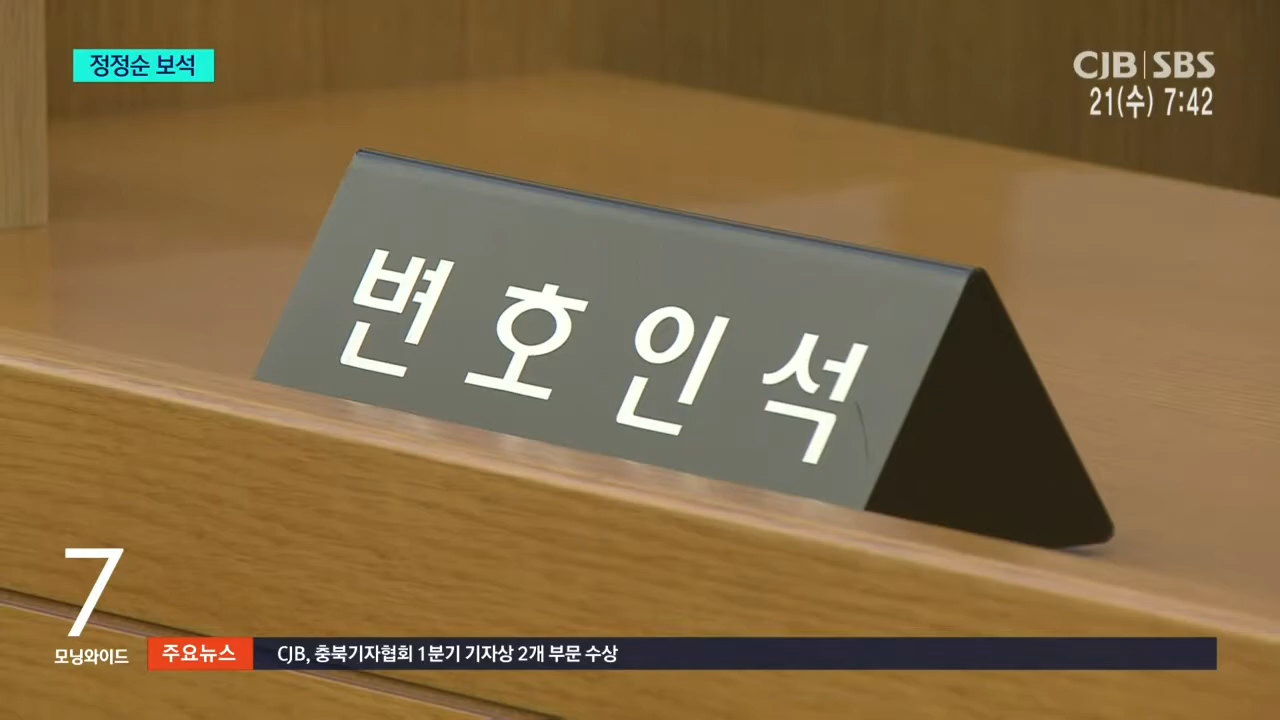 정정순 보석
CJB SBS
21(수) 7:42
변호인석
7
모닝와이드
주요뉴스
CJB, 충북기자협회 1분기 기자상 2개 부문 수상